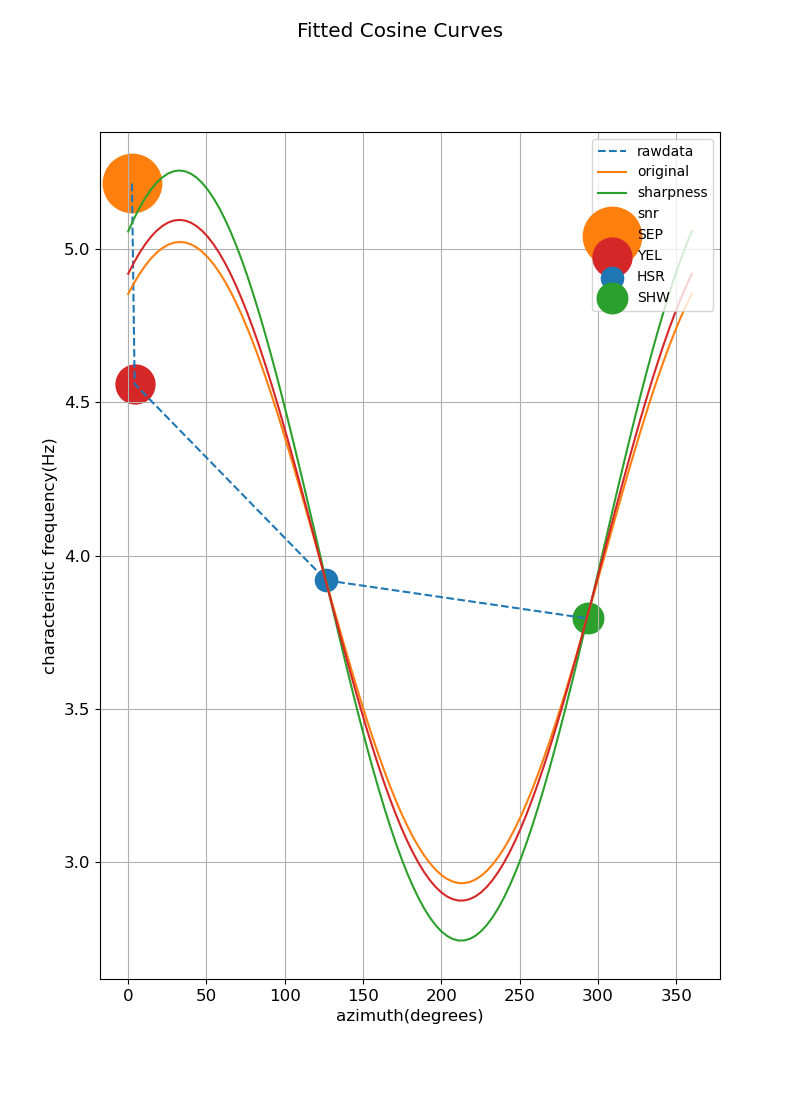 Fitted Cosine Curves
rawdata
original
sharpness
snr
SEP
YEL
HSR
SHW
5.0
4.5
4.0
3.5
3.0
characteristic frequency(Hz)
0 50 100 150 200 250 300 350
azimuth(degrees)